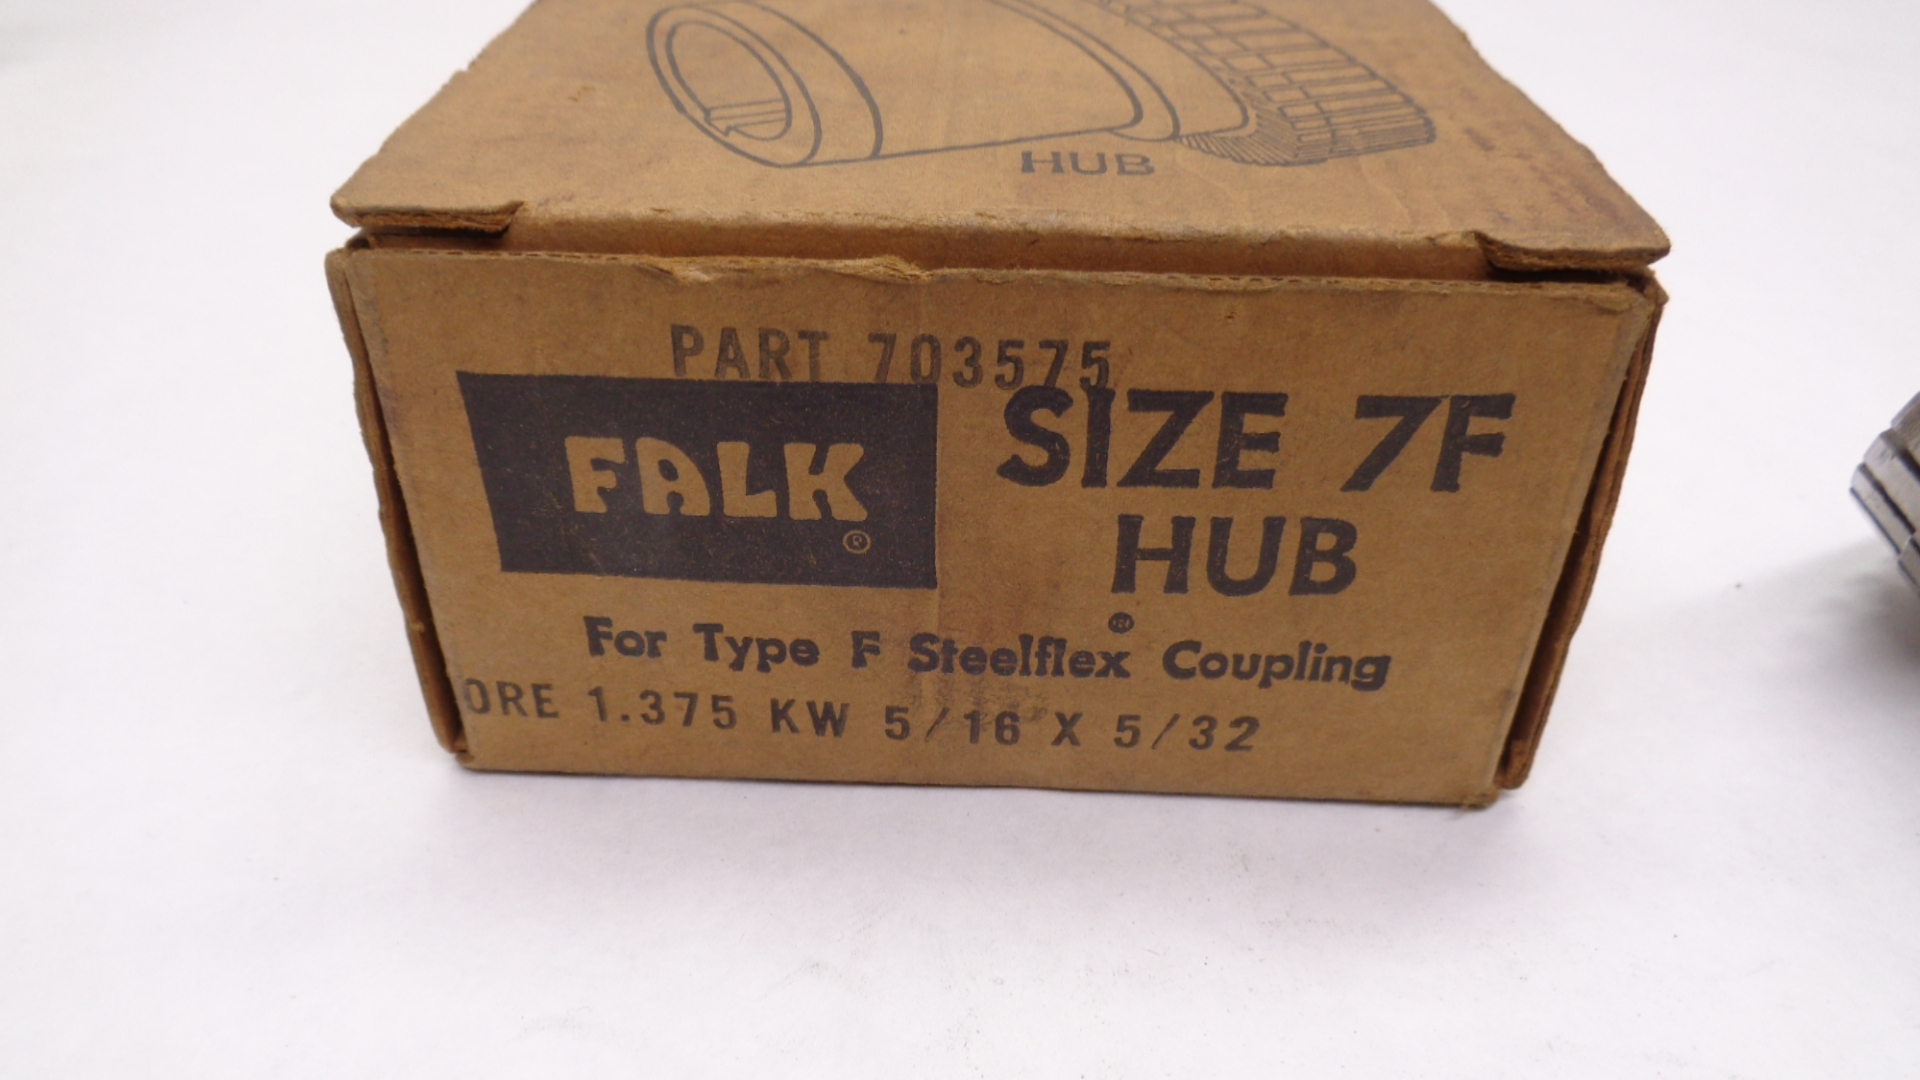 HUB
PART 703575
FALK ®
SIZE 7F
HUB
For Type F Steelflex® Coupling
ORE 1.375 KW 5/16 X 5/32